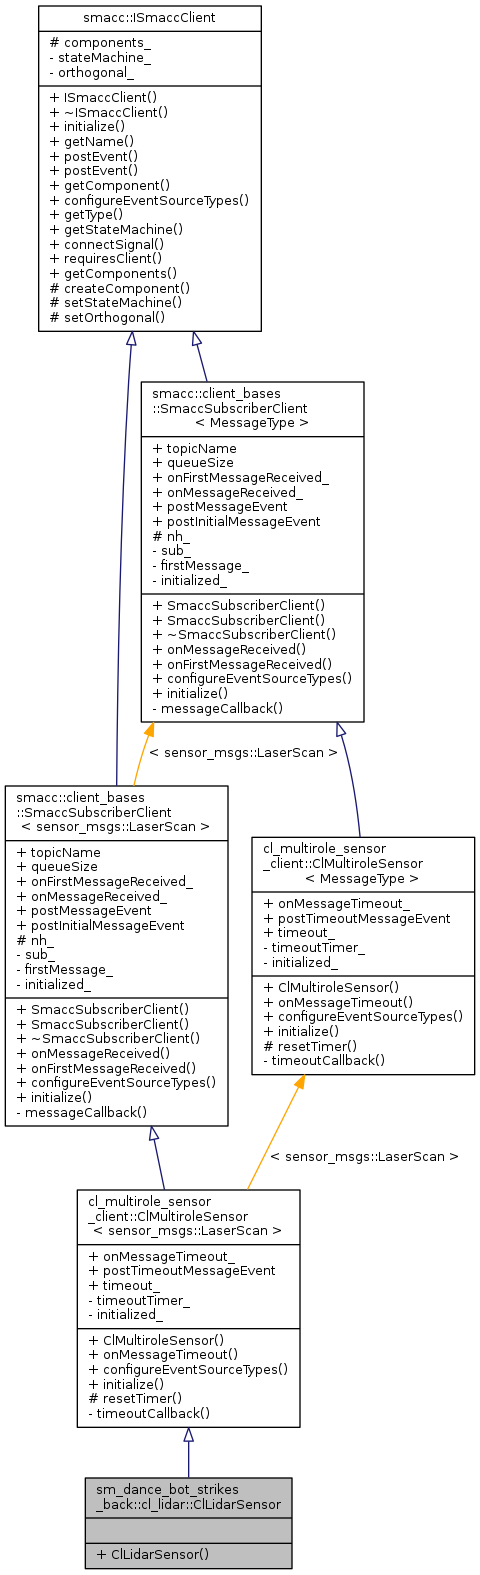 smacc::ISmaccClient
# components_
- stateMachine_
- orthogonal_
+ ISmaccClient()
+ ~ISmaccClient()
+ initialize()
+ getName()
+ postEvent()
+ postEvent()
+ getComponent()
+ configureEventSourceTypes()
+ getType()
+ getStateMachine()
+ connectSignal()
+ requiresClient()
+ getComponents()
# createComponent()
# setStateMachine()
# setOrthogonal()
smacc::client_bases
::SmaccSubscriberClient
< MessageType >
+ topicName
+ queueSize
+ onFirstMessageReceived_
+ onMessageReceived_
+ postMessageEvent
+ postInitialMessageEvent
# nh_
- sub_
- firstMessage_
- initialized_
+ SmaccSubscriberClient()
+ SmaccSubscriberClient()
+ ~SmaccSubscriberClient()
+ onMessageReceived()
+ onFirstMessageReceived()
+ configureEventSourceTypes()
+ initialize()
- messageCallback()
< sensor_msgs::LaserScan >
smacc::client_bases
::SmaccSubscriberClient
< sensor_msgs::LaserScan >
+ topicName
+ queueSize
+ onFirstMessageReceived_
+ onMessageReceived_
+ postMessageEvent
+ postInitialMessageEvent
# nh_
- sub_
- firstMessage_
- initialized_
+ SmaccSubscriberClient()
+ SmaccSubscriberClient()
+ ~SmaccSubscriberClient()
+ onMessageReceived()
+ onFirstMessageReceived()
+ configureEventSourceTypes()
+ initialize()
- messageCallback()
cl_multirole_sensor
_client::ClMultiroleSensor
< MessageType >
+ onMessageTimeout_
+ postTimeoutMessageEvent
+ timeout_
- timeoutTimer_
- initialized_
+ ClMultiroleSensor()
+ onMessageTimeout()
+ configureEventSourceTypes()
+ initialize()
# resetTimer()
- timeoutCallback()
< sensor_msgs::LaserScan >
cl_multirole_sensor
_client::ClMultiroleSensor
< sensor_msgs::LaserScan >
+ onMessageTimeout_
+ postTimeoutMessageEvent
+ timeout_
- timeoutTimer_
- initialized_
+ ClMultiroleSensor()
+ onMessageTimeout()
+ configureEventSourceTypes()
+ initialize()
# resetTimer()
- timeoutCallback()
sm_dance_bot_strikes
_back::cl_lidar::ClLidarSensor
+ ClLidarSensor()